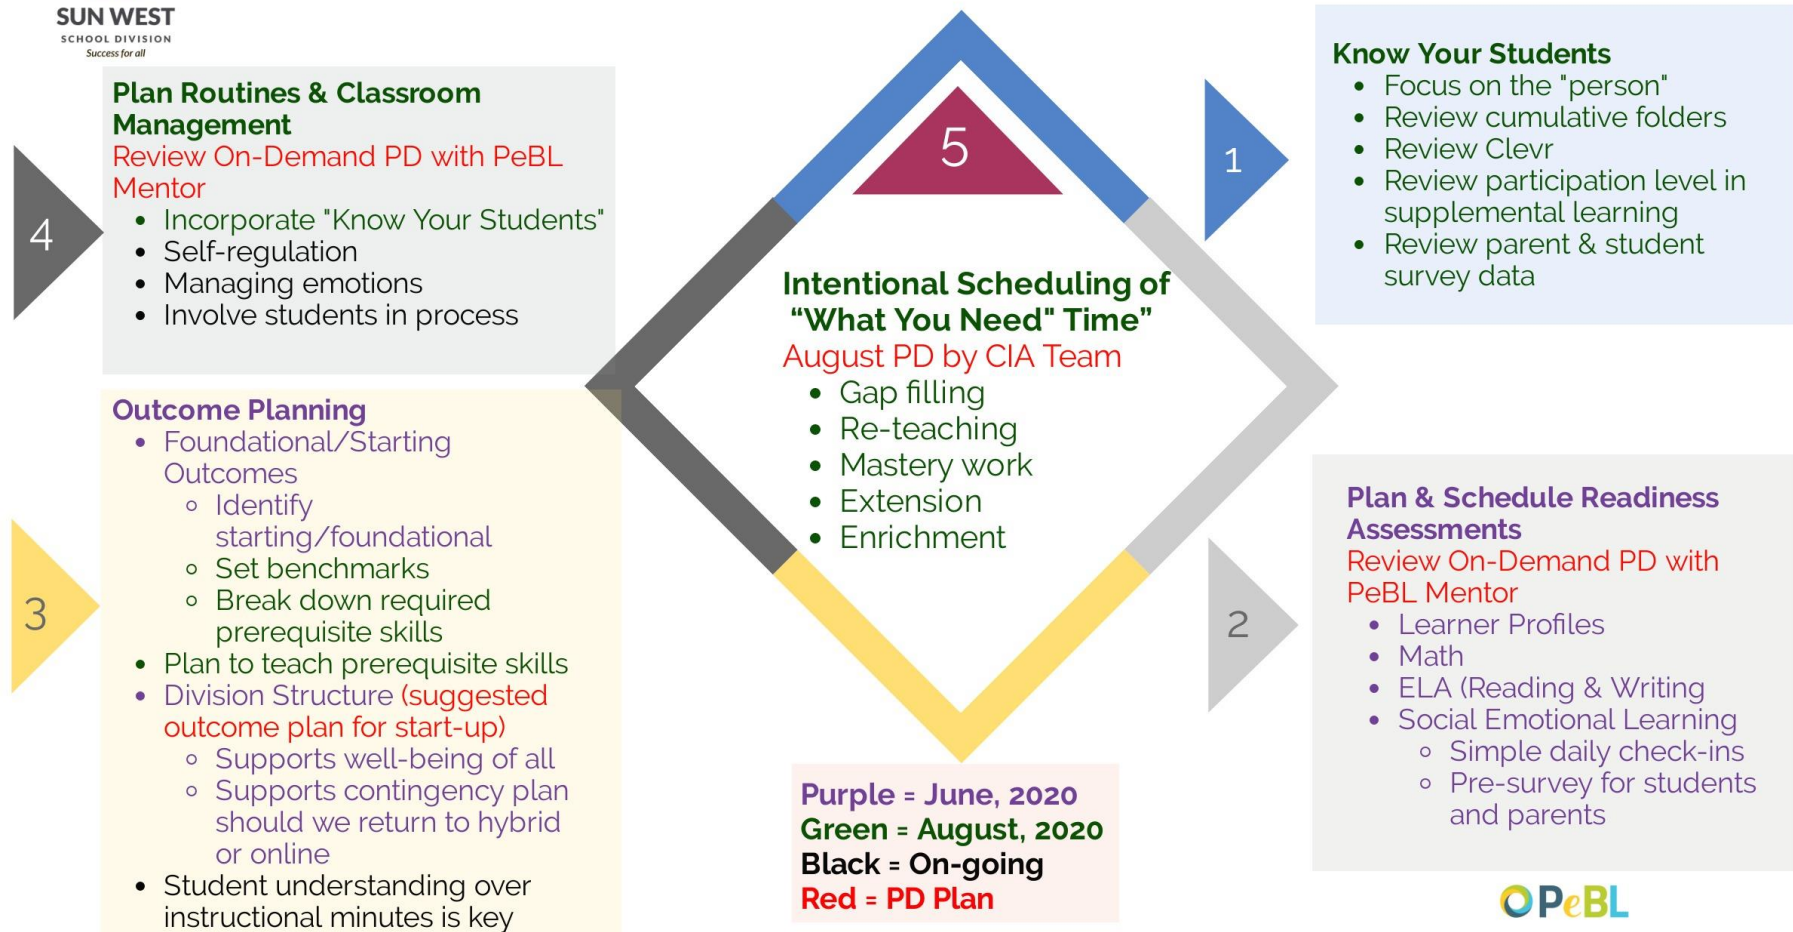 SUN WEST
SCHOOL DIVISION
Success for all
Plan Routines & Classroom
Management
Review On-Demand PD with PeBL
Mentor
• Incorporate "Know Your Students"
• Self-regulation
• Managing emotions
• Involve students in process
4
Outcome Planning
• Foundational/Starting
Outcomes
◦ Identify
starting/foundational
◦ Set benchmarks
◦ Break down required
prerequisite skills
• Plan to teach prerequisite skills
• Division Structure (suggested
outcome plan for start-up)
◦ Supports well-being of all
◦ Supports contingency plan
should we return to hybrid
or online
• Student understanding over
instructional minutes is key
3
5
Intentional Scheduling of
“What You Need" Time”
August PD by CIA Team
• Gap filling
• Re-teaching
• Mastery work
• Extension
• Enrichment
Purple = June, 2020
Green = August, 2020
Black = On-going
Red = PD Plan
1
Know Your Students
• Focus on the "person"
• Review cumulative folders
• Review Clevr
• Review participation level in
supplemental learning
• Review parent & student
survey data
2
Plan & Schedule Readiness
Assessments
Review On-Demand PD with
PeBL Mentor
• Learner Profiles
• Math
• ELA (Reading & Writing
• Social Emotional Learning
◦ Simple daily check-ins
◦ Pre-survey for students
and parents
PeBL